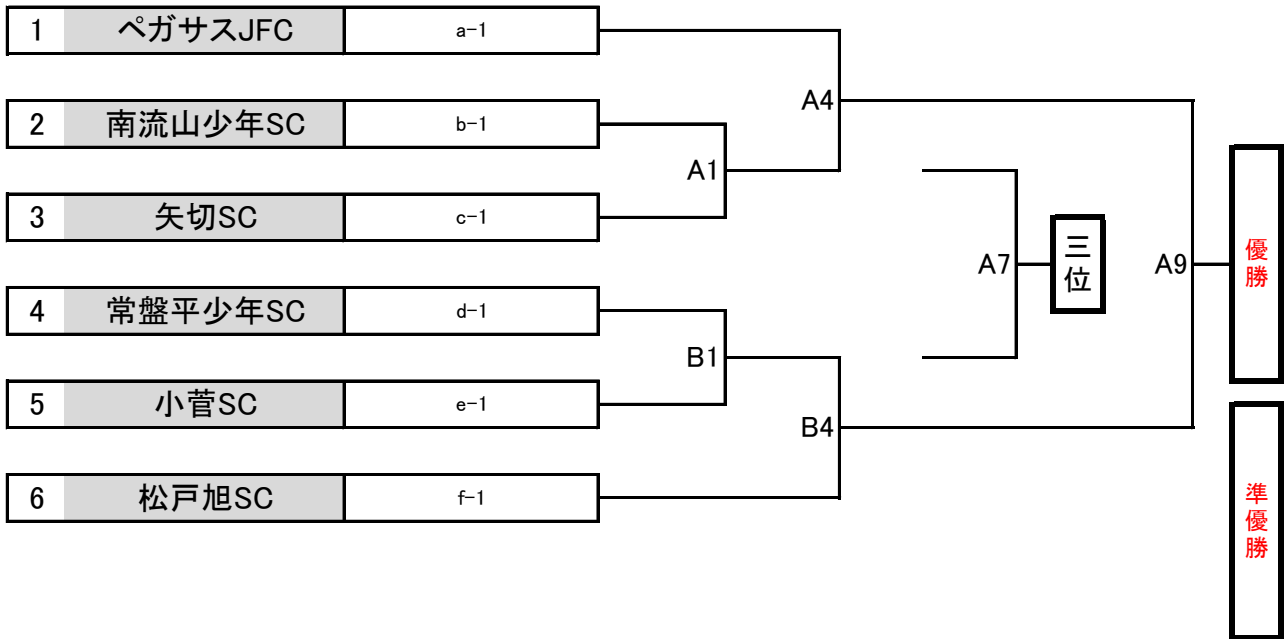 1 ペガサスJFC a-1
A4
2 南流山少年SC b-1
A1
3 矢切SC c-1
A7
三位
A9
優勝
4 常盤平少年SC d-1
B1
5 小菅SC e-1
B4
6 松戸旭SC f-1
準優勝